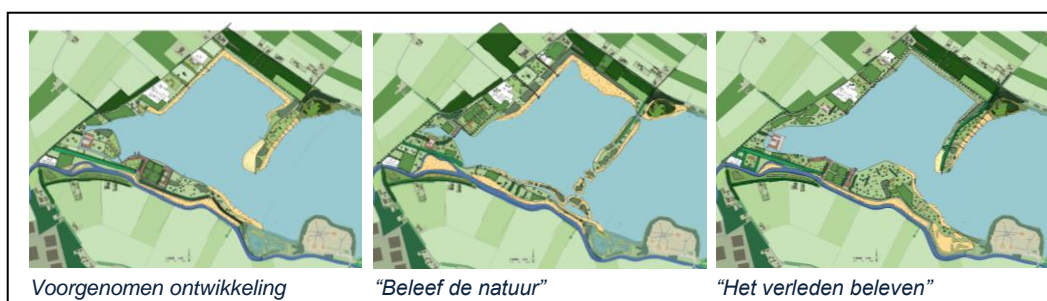 Voorgenomen ontwikkeling
"Beleef de natuur"
"Het verleden beleven"